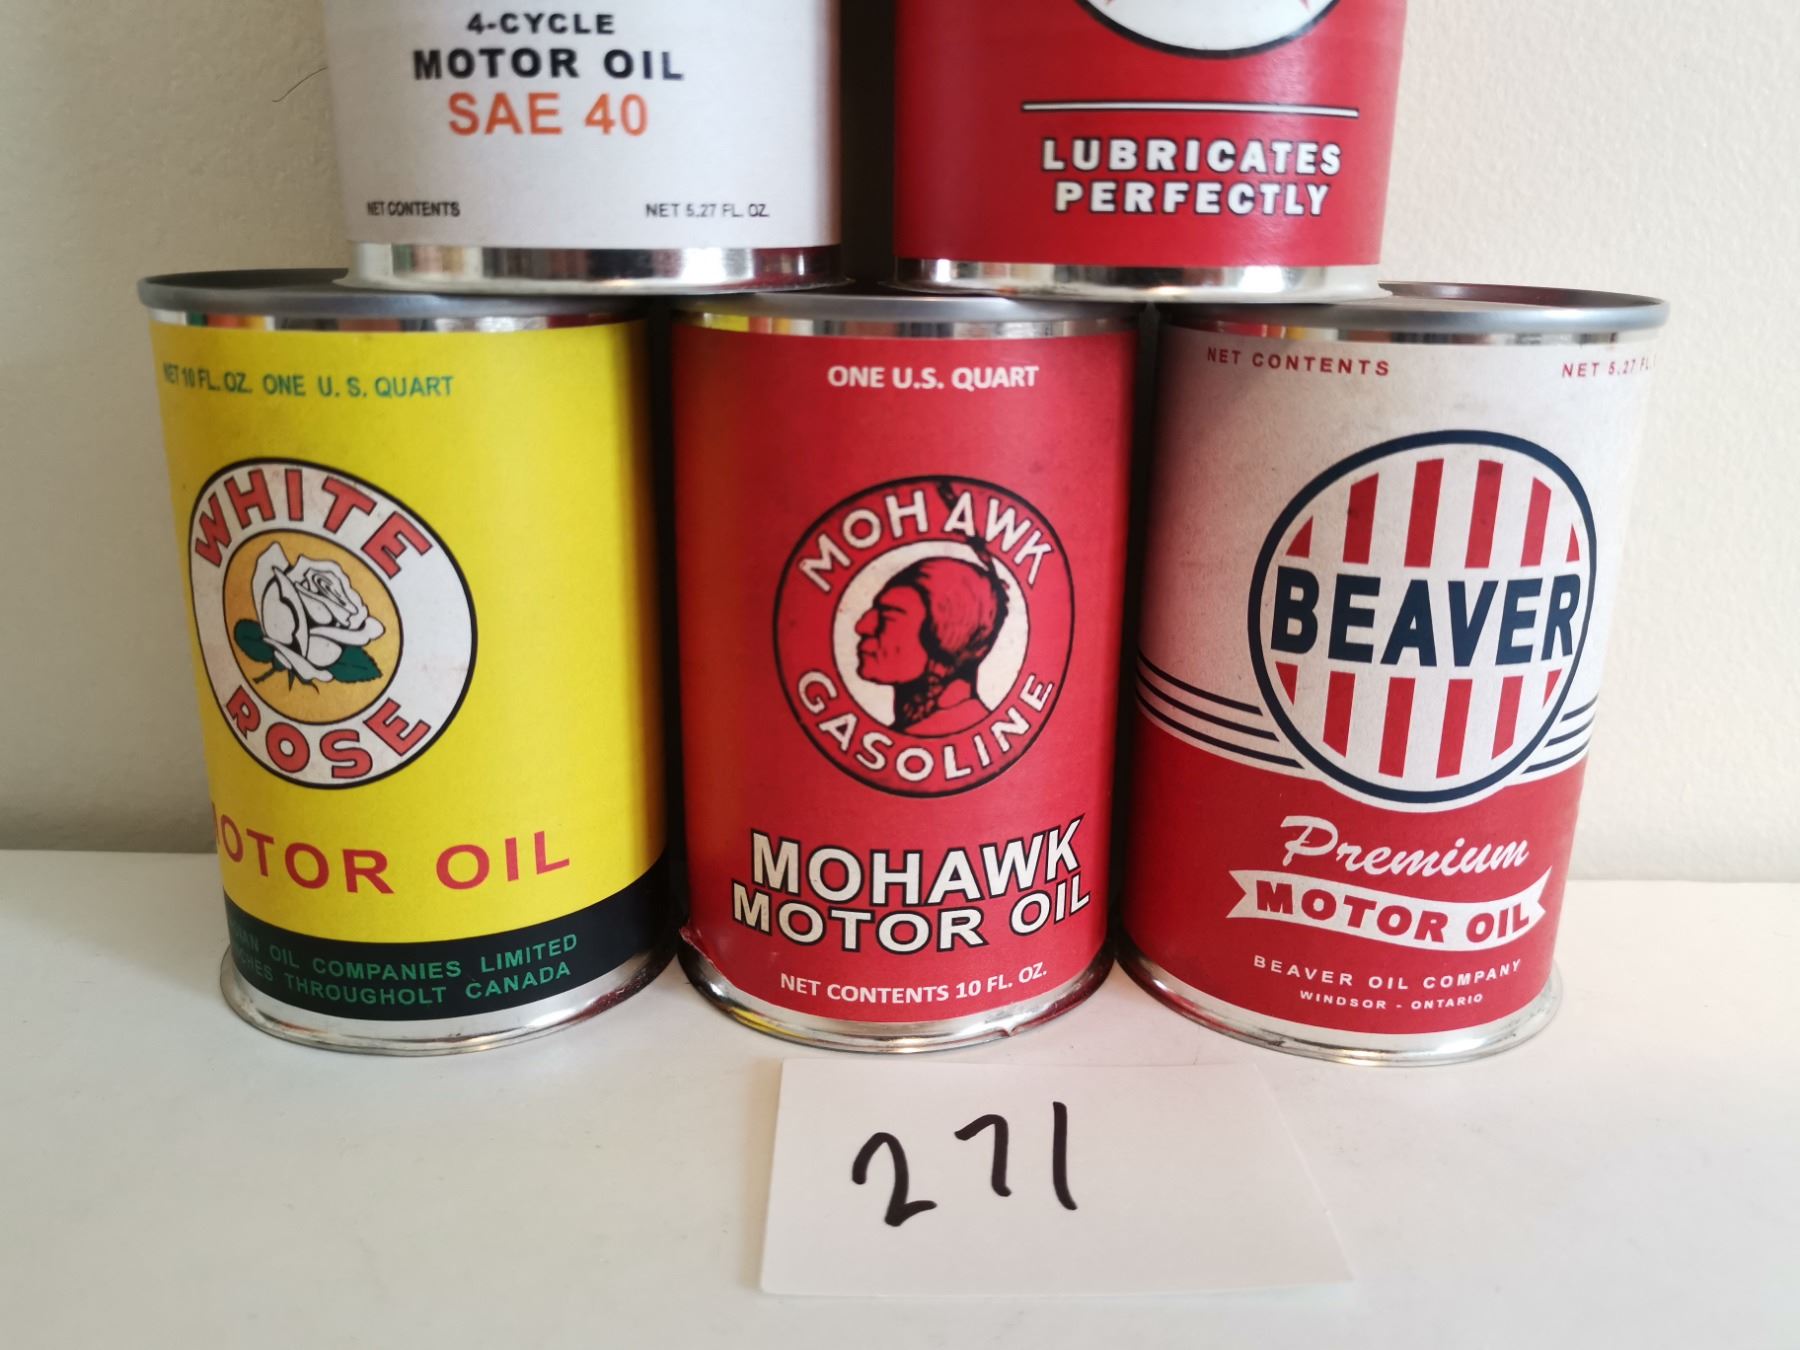 4-CYCLE
MOTOR OIL
SAE 40
NET CONTENTS NET 5.27 FL. OZ.
LUBRICATES
PERFECTLY
NET 10 FL. OZ. ONE U. S. QUART
WHITE
ROSE
MOTOR OIL
OIL COMPANIES LIMITED
THROUGHOLT CANADA
ONE U.S. QUART
MOHAWK
GASOLINE
MOHAWK
MOTOR OIL
NET CONTENTS 10 FL. OZ.
NET CONTENTS NET 5.27 FL.
BEAVER
Premium
MOTOR OIL
BEAVER OIL COMPANY
WINDSOR - ONTARIO
271